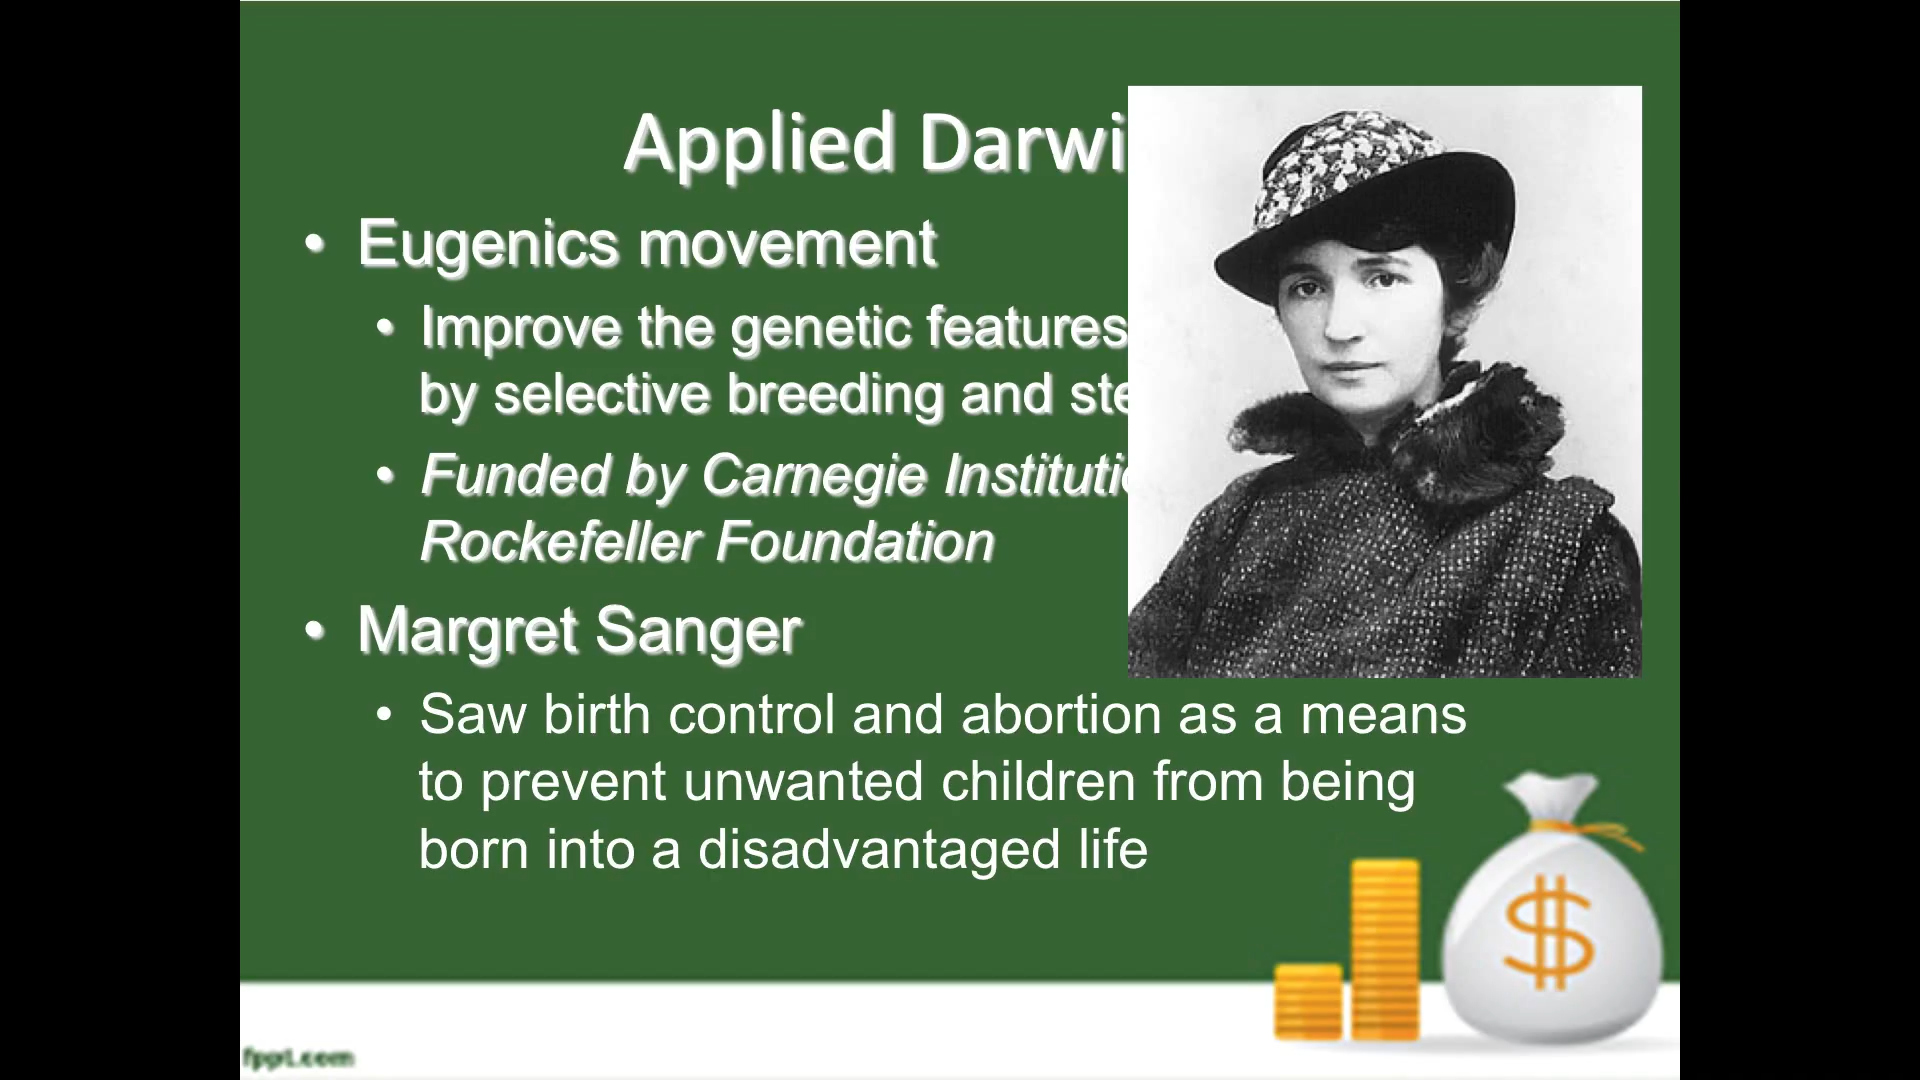 Applied Darwi
• Eugenics movement
• Improve the genetic features
by selective breeding and ste
• Funded by Carnegie Instituti
Rockefeller Foundation
• Margret Sanger
• Saw birth control and abortion as a means
to prevent unwanted children from being
born into a disadvantaged life
$
fppt.com